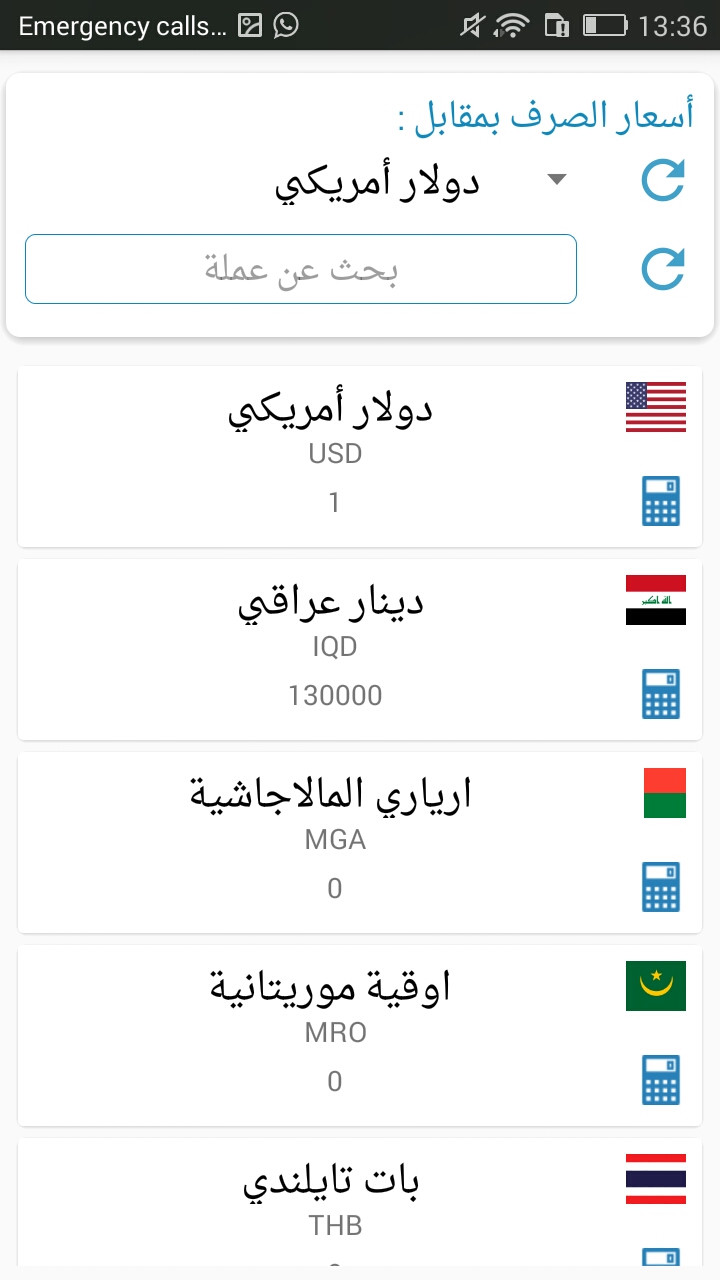 Emergency calls... 13:36
أسعار الصرف بمقابل :
دولار أمريكي
بحث عن عملة
دولار أمريكي
USD
1
دينار عراقي
IQD
130000
ارياري المالاجاشية
MGA
0
اوقية موريتانية
MRO
0
بات تايلندي
THB